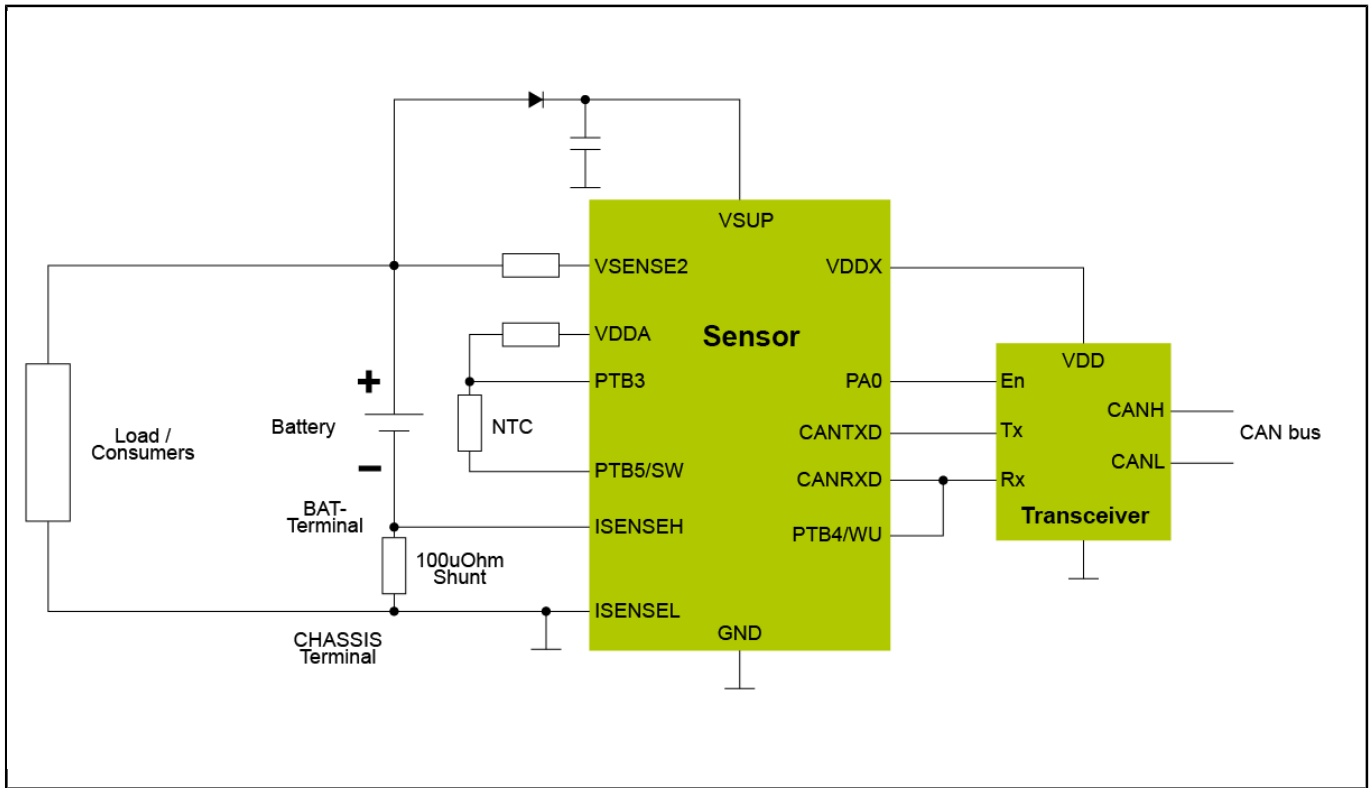 VSUP
VSENSE2
VDDX
VDDA
Sensor
VDD
+
PTB3
PA0
En
CANH
Battery
NTC
CANTXD
Tx
CAN bus
Load /
Consumers
–
PTB5/SW
CANRXD
Rx
CANL
BAT-
Terminal
ISENSEH
PTB4/WU
Transceiver
100uOhm
Shunt
ISENSEL
GND
CHASSIS
Terminal